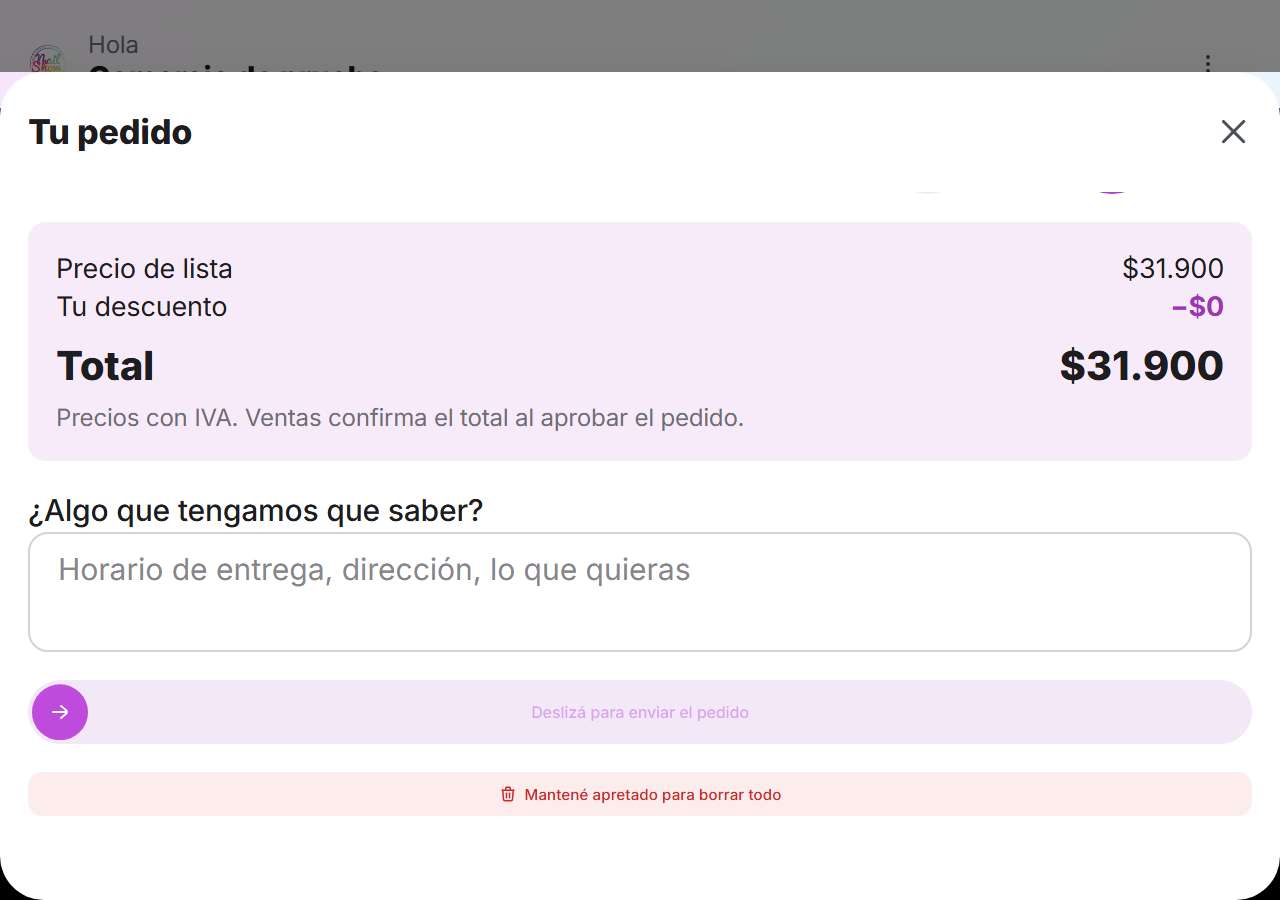 Hola
Tu pedido
Precio de lista $31.900
Tu descuento –$0
Total $31.900
Precios con IVA. Ventas confirma el total al aprobar el pedido.
¿Algo que tengamos que saber?
Horario de entrega, dirección, lo que quieras
Deslizá para enviar el pedido
Mantené apretado para borrar todo